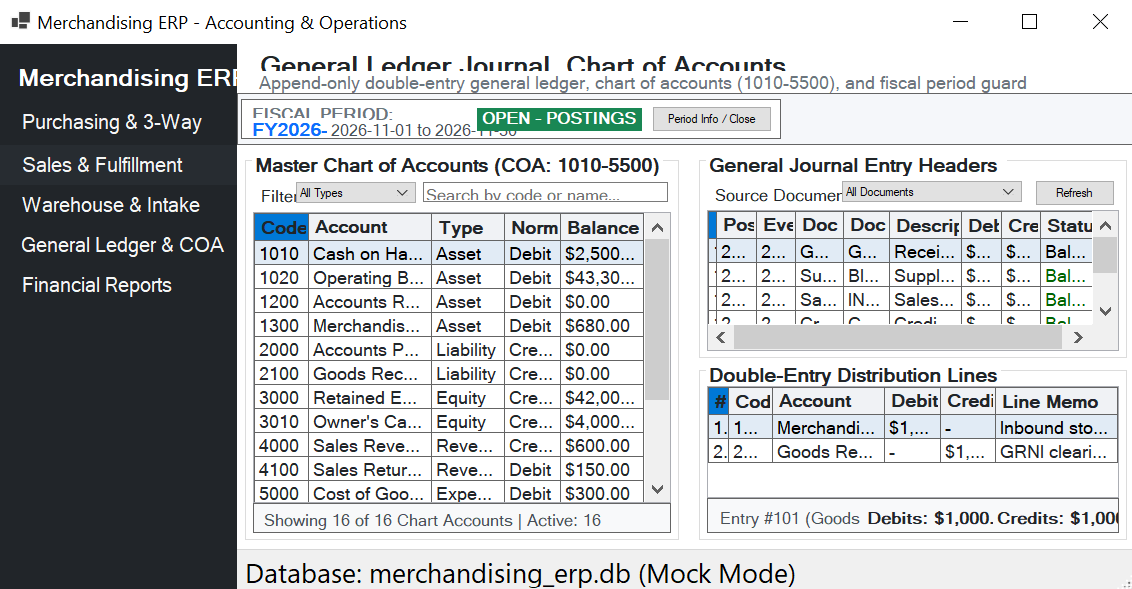 Merchandising ERP - Accounting & Operations
Merchandising ERP
Purchasing & 3-Way
Sales & Fulfillment
Warehouse & Intake
General Ledger & COA
Financial Reports
General Ledger Journal, Chart of Accounts
Append-only double-entry general ledger, chart of accounts (1010-5500), and fiscal period guard
FISCAL PERIOD:
FY2026- 2026-11-01 to 2026-11-30
OPEN - POSTINGS
Period Info / Close
Master Chart of Accounts (COA: 1010-5500)
Filter All Types Search by code or name...
Code Account Type Norm Balance
1010 Cash on Ha... Asset Debit $2,500...
1020 Operating B... Asset Debit $43,30...
1200 Accounts R... Asset Debit $0.00
1300 Merchandis... Asset Debit $680.00
2000 Accounts P... Liability Cre... $0.00
2100 Goods Rec... Liability Cre... $0.00
3000 Retained E... Equity Cre... $42,00...
3010 Owner's Ca... Equity Cre... $4,000...
4000 Sales Reve... Reve... Cre... $600.00
4100 Sales Retur... Reve... Debit $150.00
5000 Cost of Goo... Expe... Debit $300.00
Showing 16 of 16 Chart Accounts | Active: 16
General Journal Entry Headers
Source Documen All Documents Refresh
Pos Eve Doc Doc Descrip Deb Cre Statu
2... 2... G... G... Recei... $... $... Bal...
2... 2... Su... Bl... Suppl... $... $... Bal...
2... 2... Sa... IN... Sales... $... $... Bal...
2... 2... Cr... C... Credi... $... $... Bal...
Double-Entry Distribution Lines
# Cod Account Debit Credi Line Memo
1. 1... Merchandi... $1,... - Inbound sto...
2. 2... Goods Re... - $1,... GRNI cleari...
Entry #101 (Goods Debits: $1,000. Credits: $1,000
Database: merchandising_erp.db (Mock Mode)